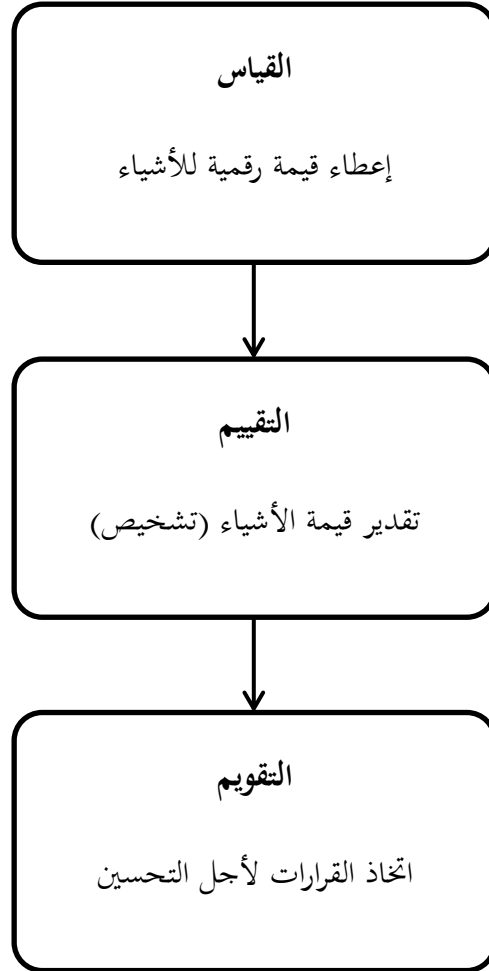 القياس
إعطاء قيمة رقمية للأشياء
التقييم
تقدير قيمة الأشياء (تشخيص)
التقويم
اتخاذ القرارات لأجل التحسين